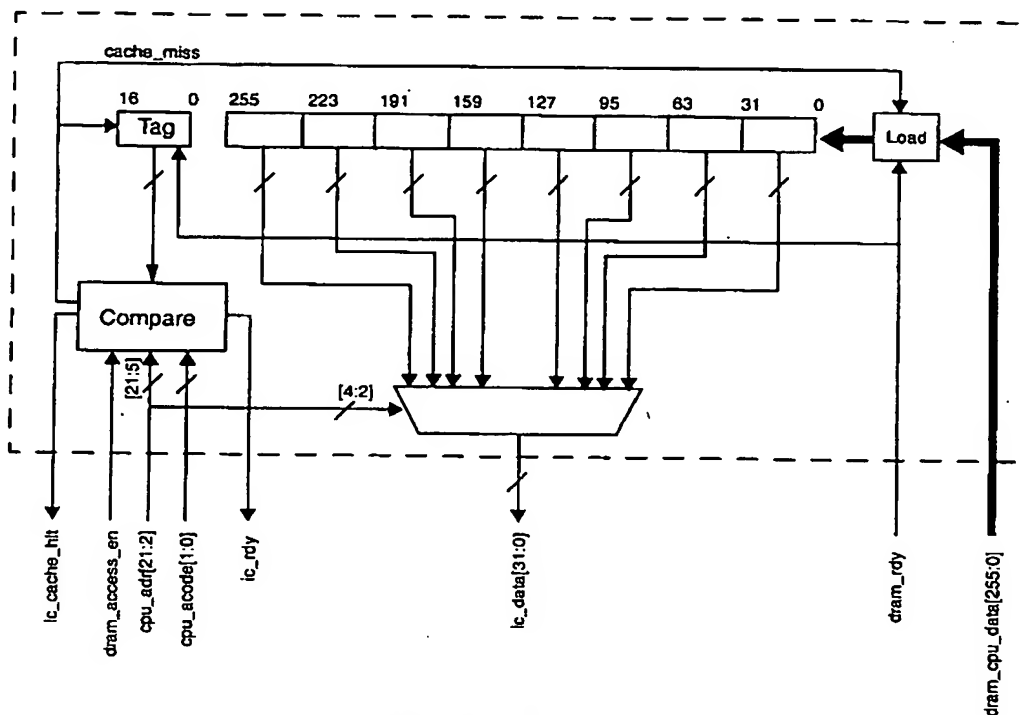 cache_miss
16 0 255 223 191 159 127 95 63 31 0
Tag
Load
Compare
[21:5]
[4:2]
ic_cache_hit
dram_access_en
cpu_adr[21:2]
cpu_acode[1:0]
ic_rdy
ic_data[31:0]
dram_rdy
dram_cpu_data[255:0]